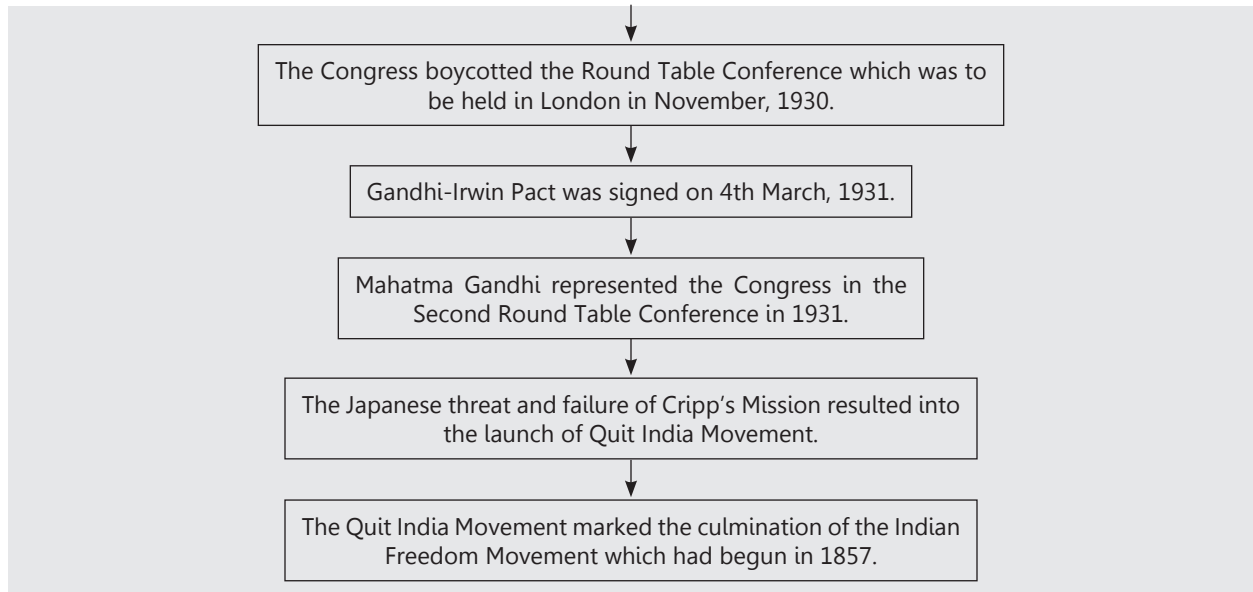 The Congress boycotted the Round Table Conference which was to
be held in London in November, 1930.
Gandhi-Irwin Pact was signed on 4th March, 1931.
Mahatma Gandhi represented the Congress in the
Second Round Table Conference in 1931.
The Japanese threat and failure of Cripp's Mission resulted into
the launch of Quit India Movement.
The Quit India Movement marked the culmination of the Indian
Freedom Movement which had begun in 1857.